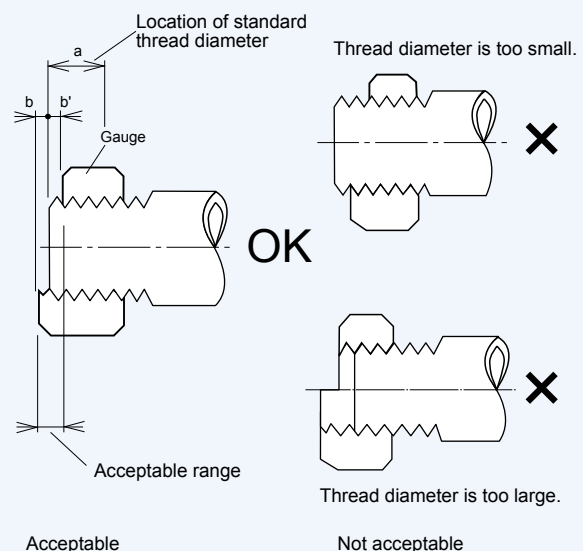 Location of standard
thread diameter
a
b
b'
Gauge
OK
Acceptable range
Acceptable
Thread diameter is too small.
Thread diameter is too large.
Not acceptable